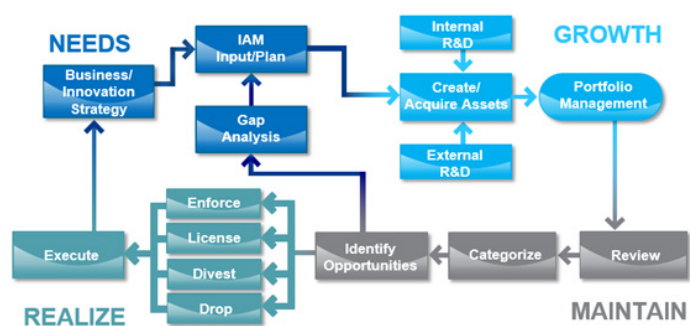 NEEDS
Business/
Innovation
Strategy
IAM
Input/Plan
Gap
Analysis
Internal
R&D
GROWTH
Create/
Acquire Assets
Portfolio
Management
External
R&D
Enforce
License
Divest
Drop
Execute
Identify
Opportunities
Categorize
Review
REALIZE
MAINTAIN